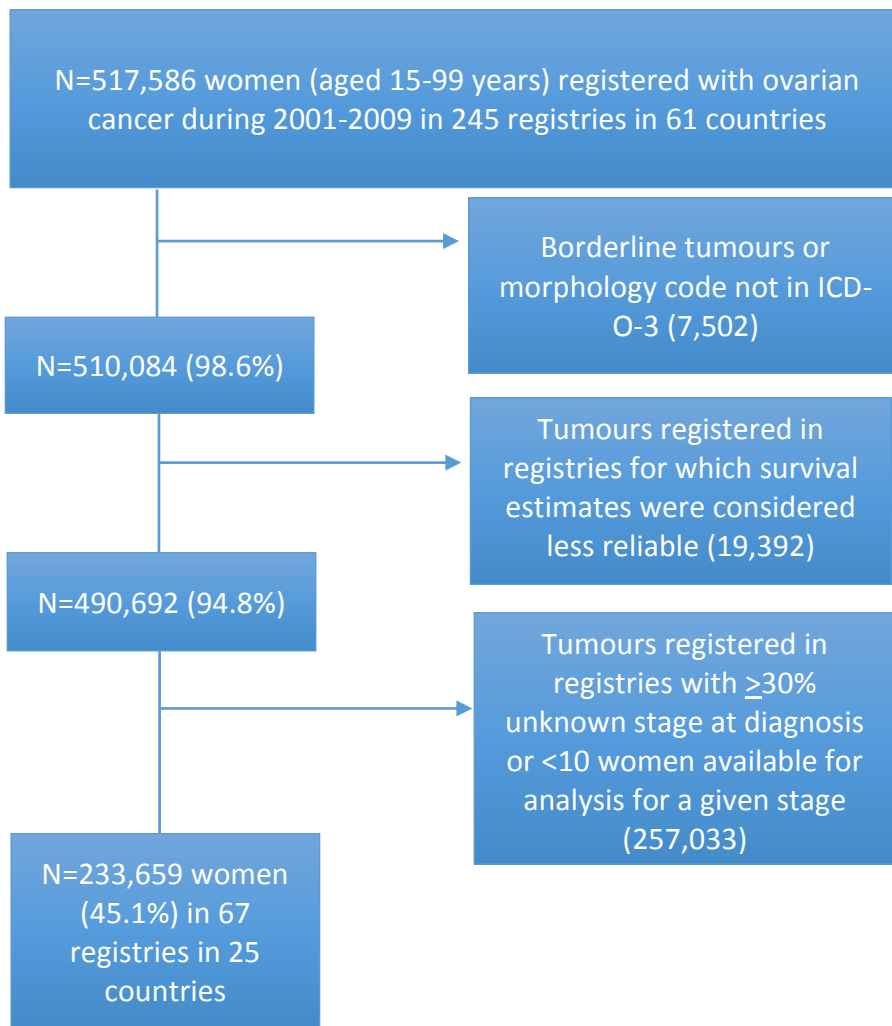 N=517,586 women (aged 15-99 years) registered with ovarian
cancer during 2001-2009 in 245 registries in 61 countries
Borderline tumours or
morphology code not in ICD-
O-3 (7,502)
N=510,084 (98.6%)
Tumours registered in
registries for which survival
estimates were considered
less reliable (19,392)
N=490,692 (94.8%)
Tumours registered in
registries with ≥30%
unknown stage at diagnosis
or <10 women available for
analysis for a given stage
(257,033)
N=233,659 women
(45.1%) in 67
registries in 25
countries